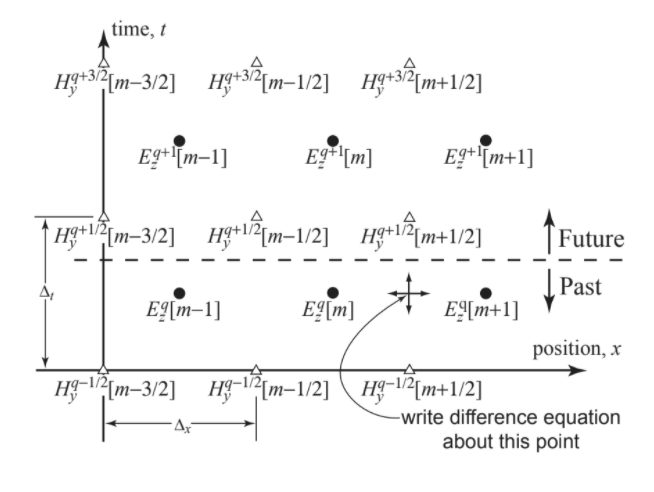 time, t
H_y^{q+3/2}[m−3/2] H_y^{q+3/2}[m−1/2] H_y^{q+3/2}[m+1/2]
E_z^{q+1}[m−1] E_z^{q+1}[m] E_z^{q+1}[m+1]
H_y^{q+1/2}[m−3/2] H_y^{q+1/2}[m−1/2] H_y^{q+1/2}[m+1/2]
Future
Δ_t
Past
E_z^q[m−1] E_z^q[m] E_z^q[m+1]
position, x
H_y^{q−1/2}[m−3/2] H_y^{q−1/2}[m−1/2] H_y^{q−1/2}[m+1/2]
Δ_x
write difference equation
about this point